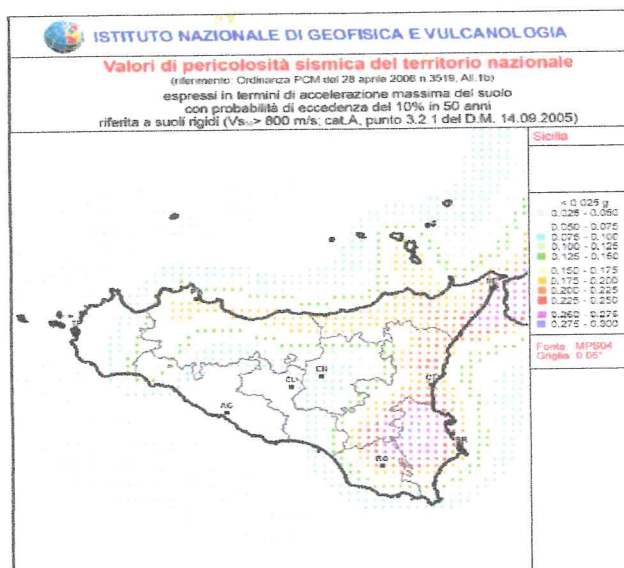 ISTITUTO NAZIONALE DI GEOFISICA E VULCANOLOGIA
Valori di pericolosità sismica del territorio nazionale
(riferimento: Ordinanza PCM del 28 aprile 2006 n.3519, All.1b)
espressi in termini di accelerazione massima del suolo
con probabilità di eccedenza del 10% in 50 anni
riferita a suoli rigidi (Vs₃₀> 800 m/s; cat.A, punto 3.2.1 del D.M. 14.09.2005)
Sicilia
< 0.025 g
0.025 - 0.050
0.050 - 0.075
0.075 - 0.100
0.100 - 0.125
0.125 - 0.150
0.150 - 0.175
0.175 - 0.200
0.200 - 0.225
0.225 - 0.250
0.250 - 0.275
0.275 - 0.300
Fonte: MPS04
Griglia: 0.05°
ME
TP
EN
CL
CT
AG
SR
RG